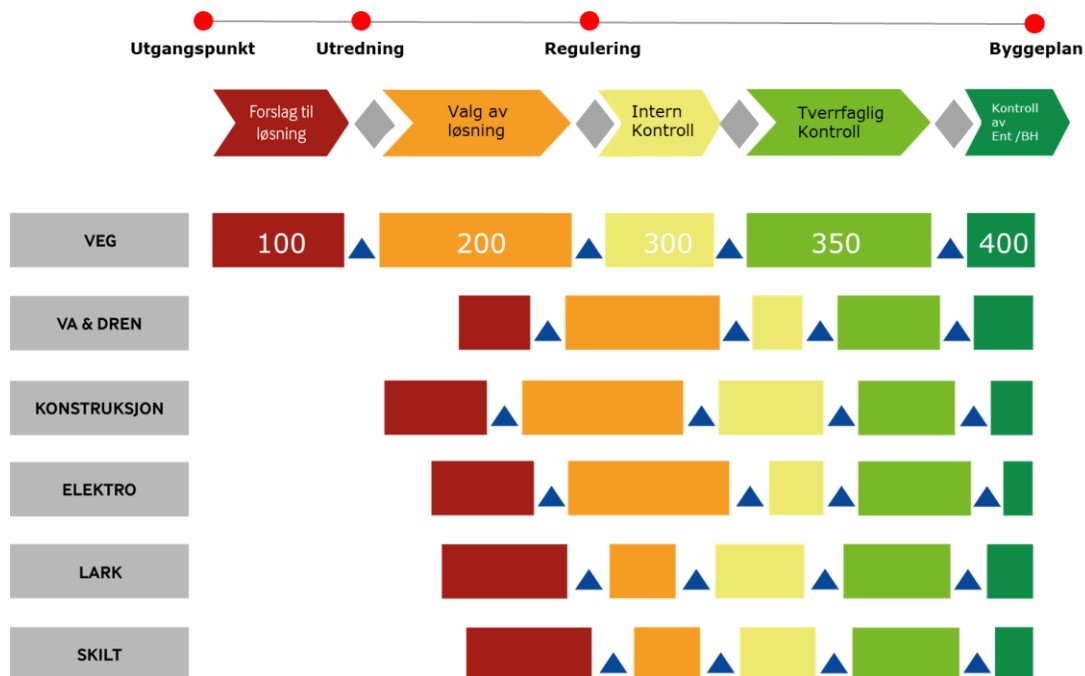 Utgangspunkt Utredning Regulering Byggeplan
Forslag til
løsning
Valg av
løsning
Intern
Kontroll
Tverrfaglig
Kontroll
Kontroll
av
Ent /BH
VEG 100 200 300 350 400
VA & DREN
KONSTRUKSJON
ELEKTRO
LARK
SKILT